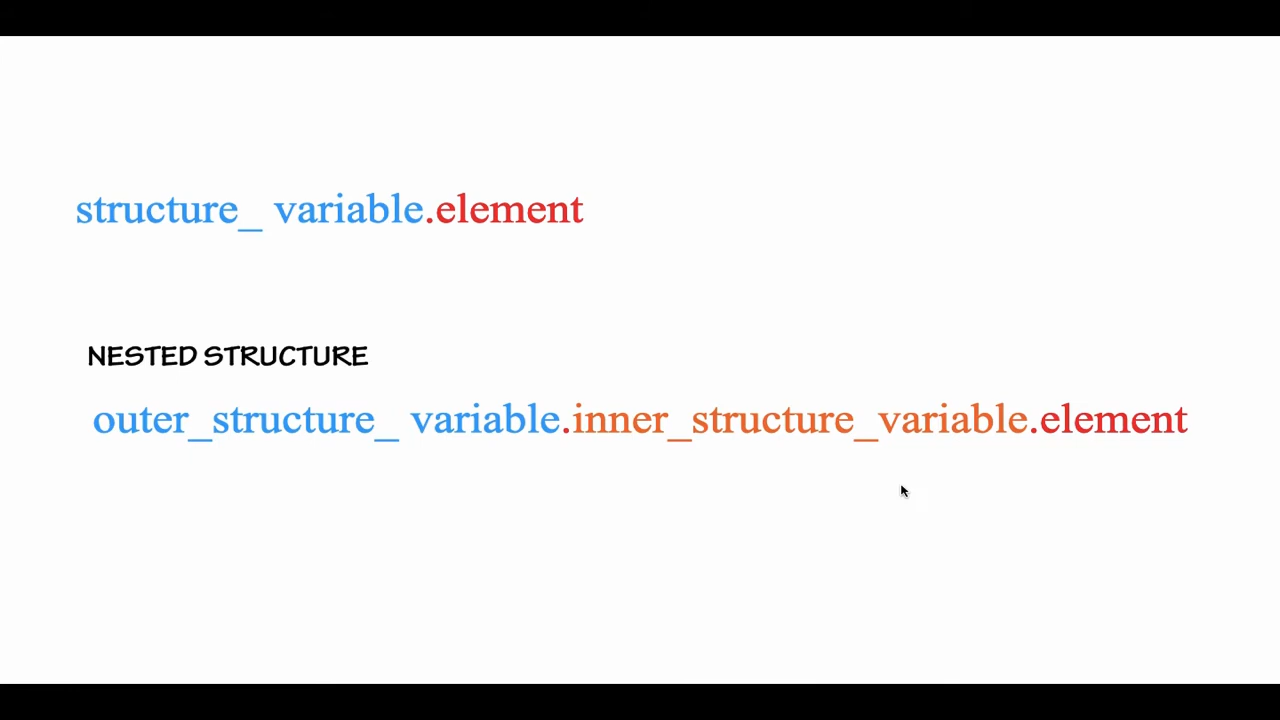 structure_ variable.element
NESTED STRUCTURE
outer_structure_ variable.inner_structure_variable.element